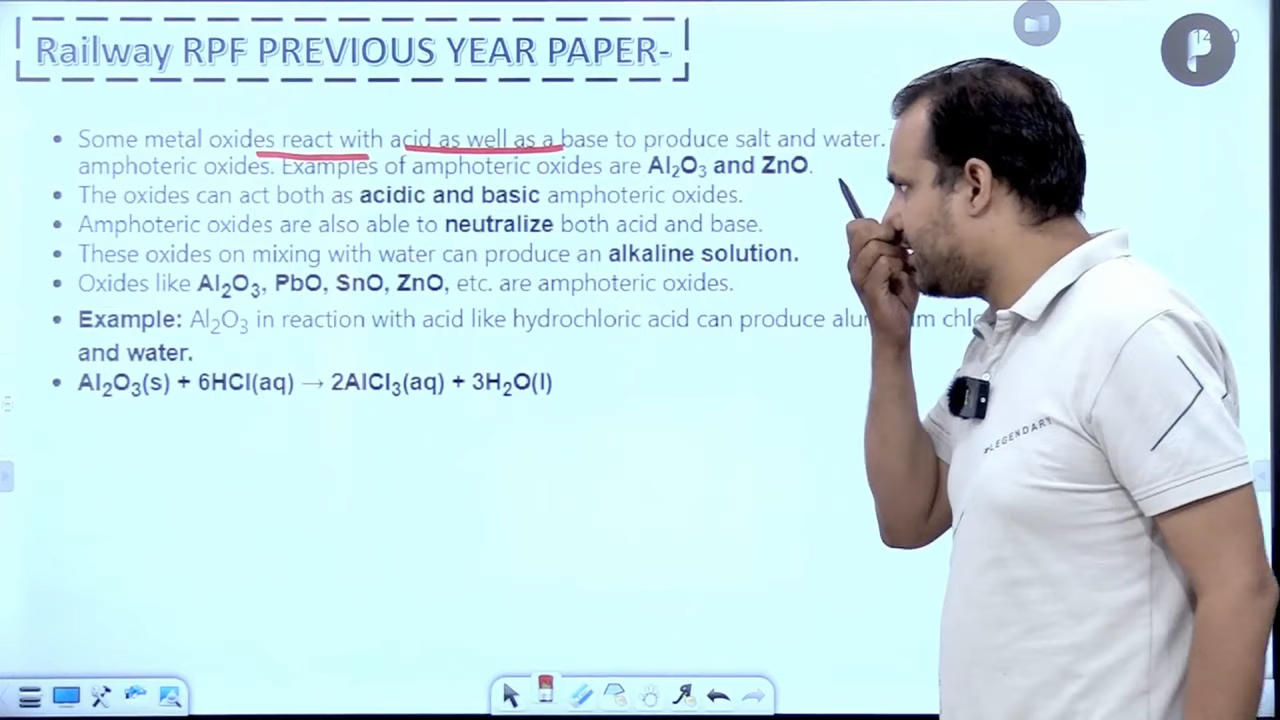 Railway RPF PREVIOUS YEAR PAPER-
• Some metal oxides react with acid as well as a base to produce salt and water.
amphoteric oxides. Examples of amphoteric oxides are Al₂O₃ and ZnO.
• The oxides can act both as acidic and basic amphoteric oxides.
• Amphoteric oxides are also able to neutralize both acid and base.
• These oxides on mixing with water can produce an alkaline solution.
• Oxides like Al₂O₃, PbO, SnO, ZnO, etc. are amphoteric oxides.
• Example: Al₂O₃ in reaction with acid like hydrochloric acid can produce
and water.
• Al₂O₃(s) + 6HCl(aq) → 2AlCl₃(aq) + 3H₂O(l)
#LEGENDARY